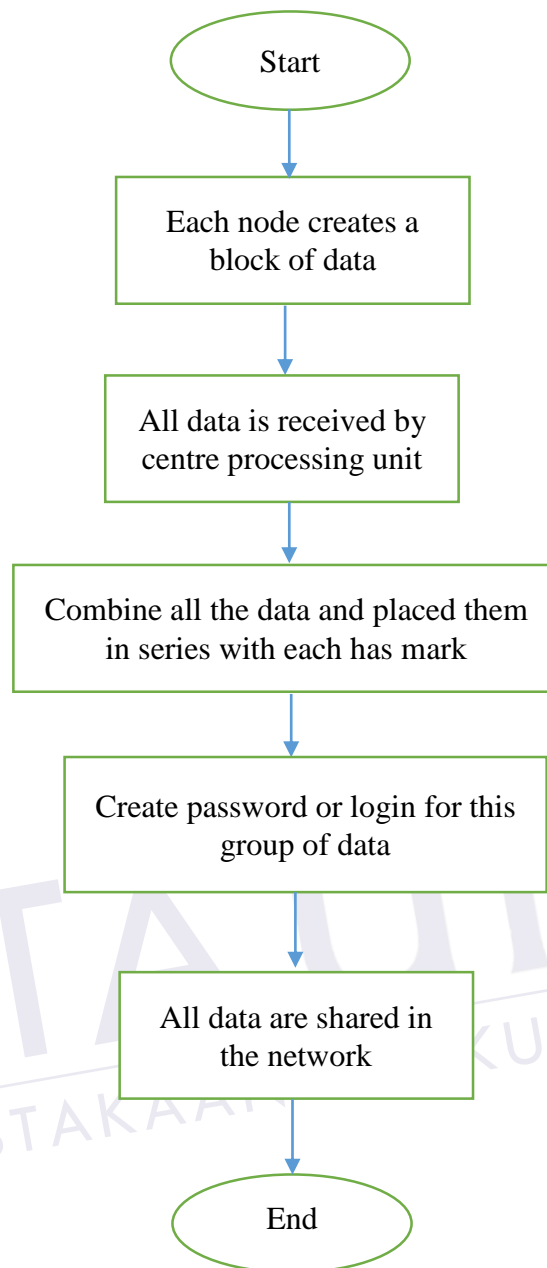 Start
Each node creates a
block of data
All data is received by
centre processing unit
Combine all the data and placed them
in series with each has mark
Create password or login for this
group of data
All data are shared in
the network
End